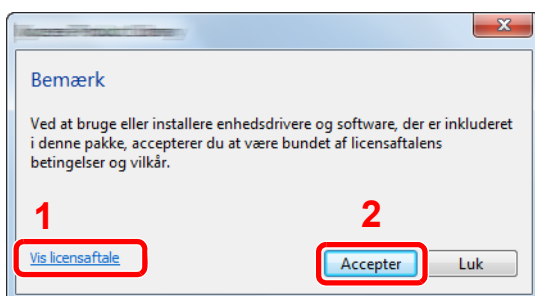 Bemærk
Ved at bruge eller installere enhedsdrivere og software, der er inkluderet
i denne pakke, accepterer du at være bundet af licensaftalens
betingelser og vilkår.
1
2
Vis licensaftale
Accepter
Luk